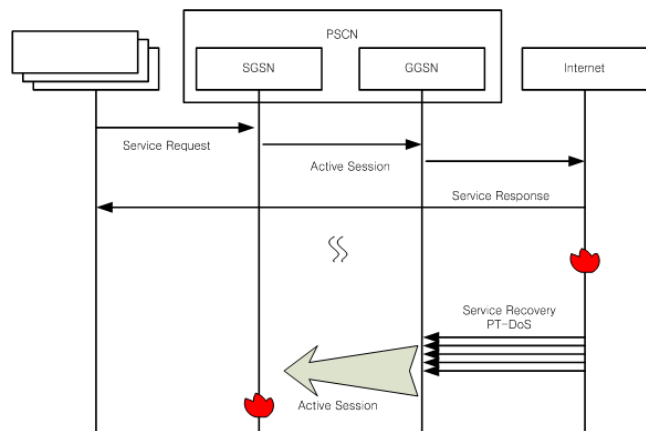 PSCN
SGSN
GGSN
Internet
Service Request
Active Session
Service Response
Service Recovery
PT-DoS
Active Session